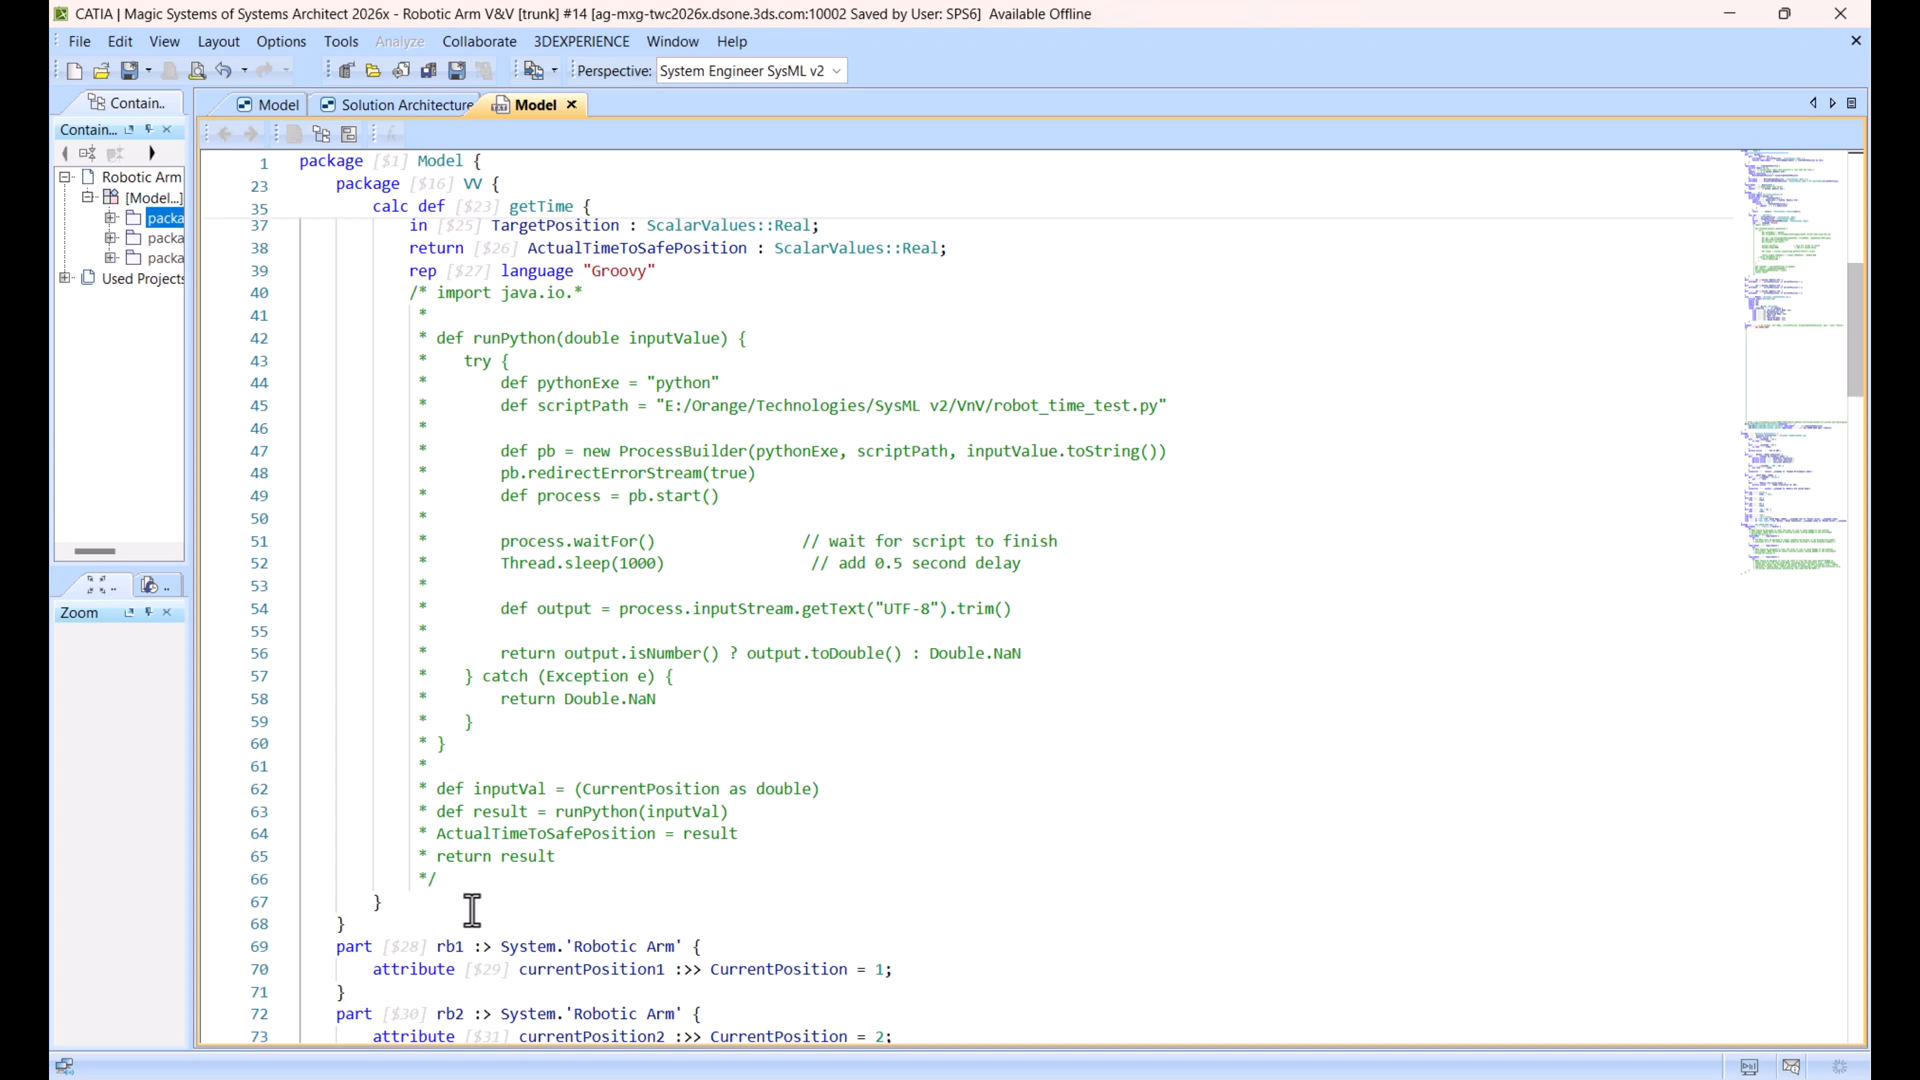 CATIA | Magic Systems of Systems Architect 2026x - Robotic Arm V&V [trunk] #14 [ag-mxg-twc2026x.dsone.3ds.com:10002 Saved by User: SPS6] Available Offline
File Edit View Layout Options Tools Analyze Collaborate 3DEXPERIENCE Window Help
Perspective: System Engineer SysML v2
Contain.. Model Solution Architecture Model
Contain...
Robotic Arm
[Model...]
packa
packa
packa
Used Projects
Zoom
1 package [$1] Model {
23 package [$16] VV {
35 calc def [$23] getTime {
37 in [$25] TargetPosition : ScalarValues::Real;
38 return [$26] ActualTimeToSafePosition : ScalarValues::Real;
39 rep [$27] language "Groovy"
40 /* import java.io.*
41 *
42 * def runPython(double inputValue) {
43 * try {
44 * def pythonExe = "python"
45 * def scriptPath = "E:/Orange/Technologies/SysML v2/VnV/robot_time_test.py"
46 *
47 * def pb = new ProcessBuilder(pythonExe, scriptPath, inputValue.toString())
48 * pb.redirectErrorStream(true)
49 * def process = pb.start()
50 *
51 * process.waitFor() // wait for script to finish
52 * Thread.sleep(1000) // add 0.5 second delay
53 *
54 * def output = process.inputStream.getText("UTF-8").trim()
55 *
56 * return output.isNumber() ? output.toDouble() : Double.NaN
57 * } catch (Exception e) {
58 * return Double.NaN
59 * }
60 * }
61 *
62 * def inputVal = (CurrentPosition as double)
63 * def result = runPython(inputVal)
64 * ActualTimeToSafePosition = result
65 * return result
66 */
67 }
68 }
69 part [$28] rb1 :> System.'Robotic Arm' {
70 attribute [$29] currentPosition1 :>> CurrentPosition = 1;
71 }
72 part [$30] rb2 :> System.'Robotic Arm' {
73 attribute [$31] currentPosition2 :>> CurrentPosition = 2;